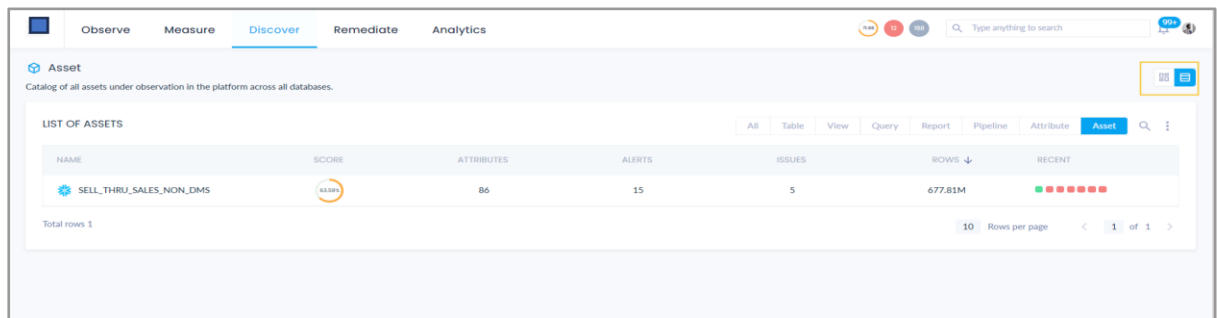 Observe Measure Discover Remediate Analytics 12 Type anything to search 99+
Asset
Catalog of all assets under observation in the platform across all databases.
LIST OF ASSETS All Table View Query Report Pipeline Attribute Asset
NAME SCORE ATTRIBUTES ALERTS ISSUES ROWS RECENT
SELL_THRU_SALES_NON_DMS 63.59% 86 15 5 677.81M
Total rows 1 10 Rows per page 1 of 1